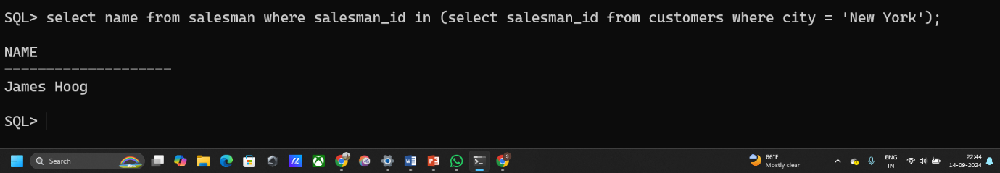 SQL> select name from salesman where salesman_id in (select salesman_id from customers where city = 'New York');
NAME
--------------------
James Hoog
SQL>
Search
86°F
Mostly clear
ENG
IN
22:44
14-09-2024